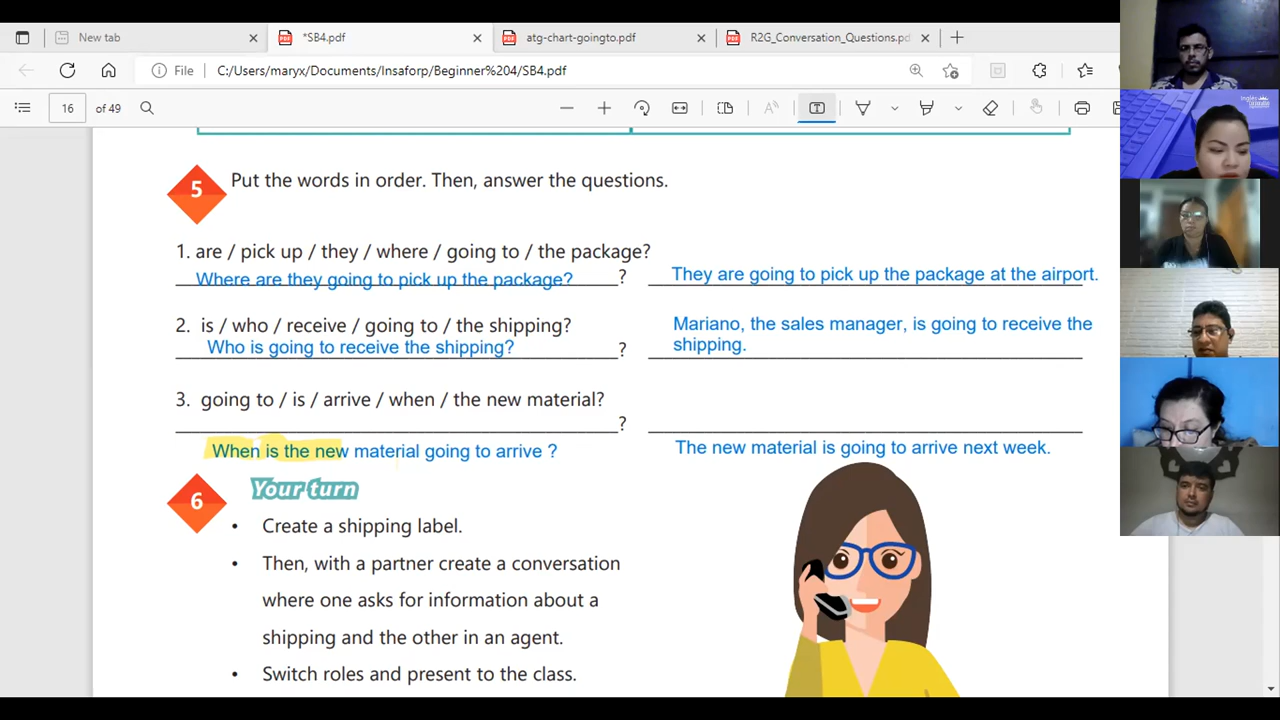 New tab
*SB4.pdf
atg-chart-goingto.pdf
R2G_Conversation_Questions.pd
File
C:/Users/maryx/Documents/Insaforp/Beginner%204/SB4.pdf
16 of 49
5 Put the words in order. Then, answer the questions.
1. are / pick up / they / where / going to / the package?
Where are they going to pick up the package? ? They are going to pick up the package at the airport.
2. is / who / receive / going to / the shipping?
Who is going to receive the shipping? ? Mariano, the sales manager, is going to receive the
shipping.
3. going to / is / arrive / when / the new material?
?
When is the new material going to arrive ? The new material is going to arrive next week.
6 Your turn
• Create a shipping label.
• Then, with a partner create a conversation
where one asks for information about a
shipping and the other in an agent.
• Switch roles and present to the class.